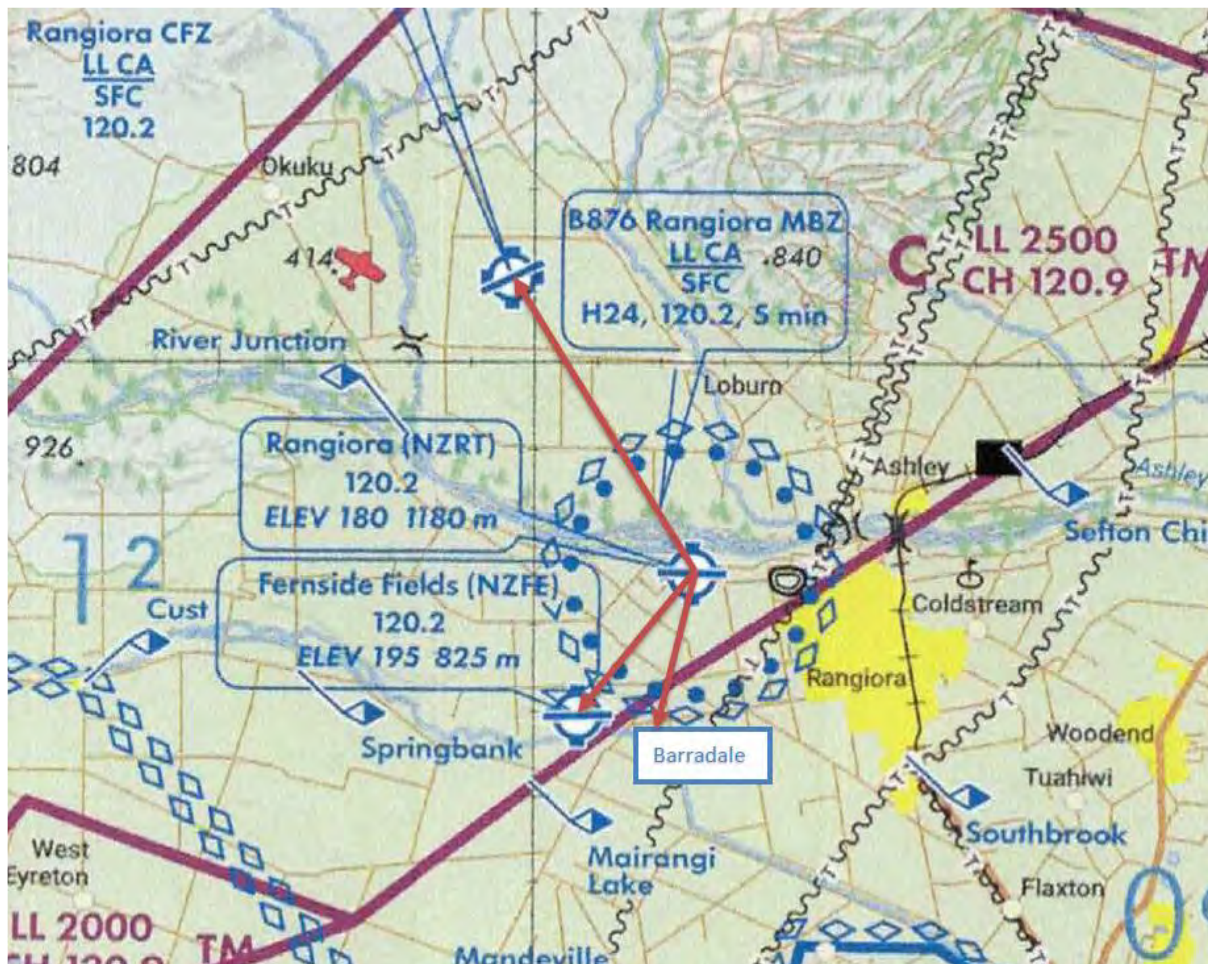 Rangiora CFZ
LL CA
SFC
120.2
804
Okuku
414
B876 Rangiora MBZ
LL CA
SFC
840
H24, 120.2, 5 min
C
LL 2500
CH 120.9
River Junction
Loburn
926
Rangiora (NZRT)
120.2
ELEV 180 1180 m
Ashley
Ashley
Sefton Chi
12
Fernside Fields (NZFE)
120.2
ELEV 195 825 m
Cust
Coldstream
Rangiora
Springbank
Barradale
Woodend
Tuahiwi
Southbrook
Mairangi
Lake
West
Eyreton
Flaxton
LL 2000
Mandeville